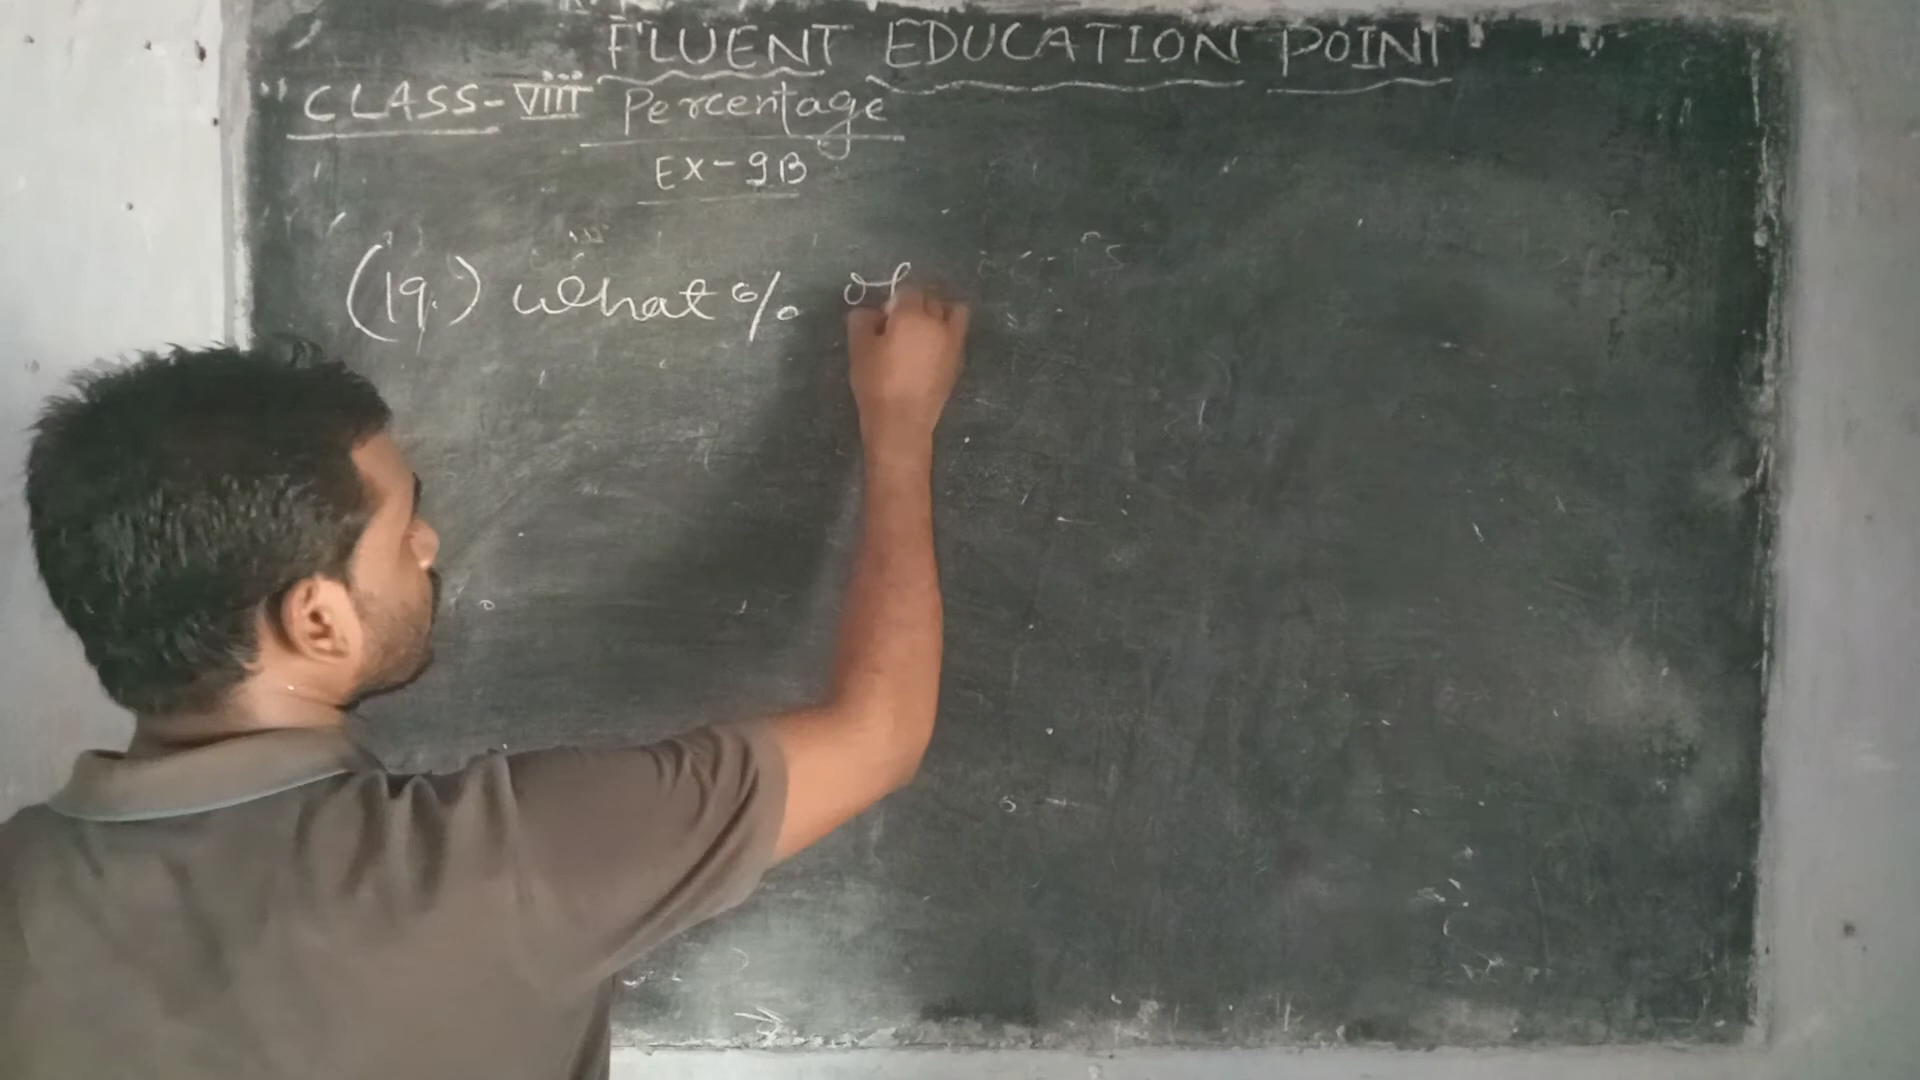 FLUENT EDUCATION POINT
CLASS-VIII Percentage
EX-9B
(19.) what % of